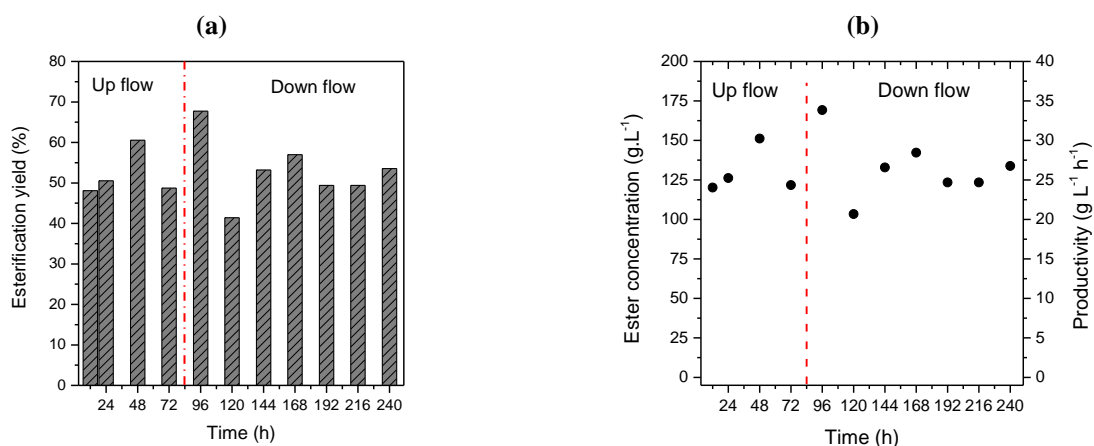 (a)
80
70
60
50
40
30
20
10
0
Esterification yield (%)
Up flow
Down flow
24 48 72 96 120 144 168 192 216 240
Time (h)
(b)
200
175
150
125
100
75
50
25
0
Ester concentration (g.L⁻¹)
Up flow
Down flow
40
35
30
25
20
15
10
5
0
Productivity (g L⁻¹ h⁻¹)
24 48 72 96 120 144 168 192 216 240
Time (h)